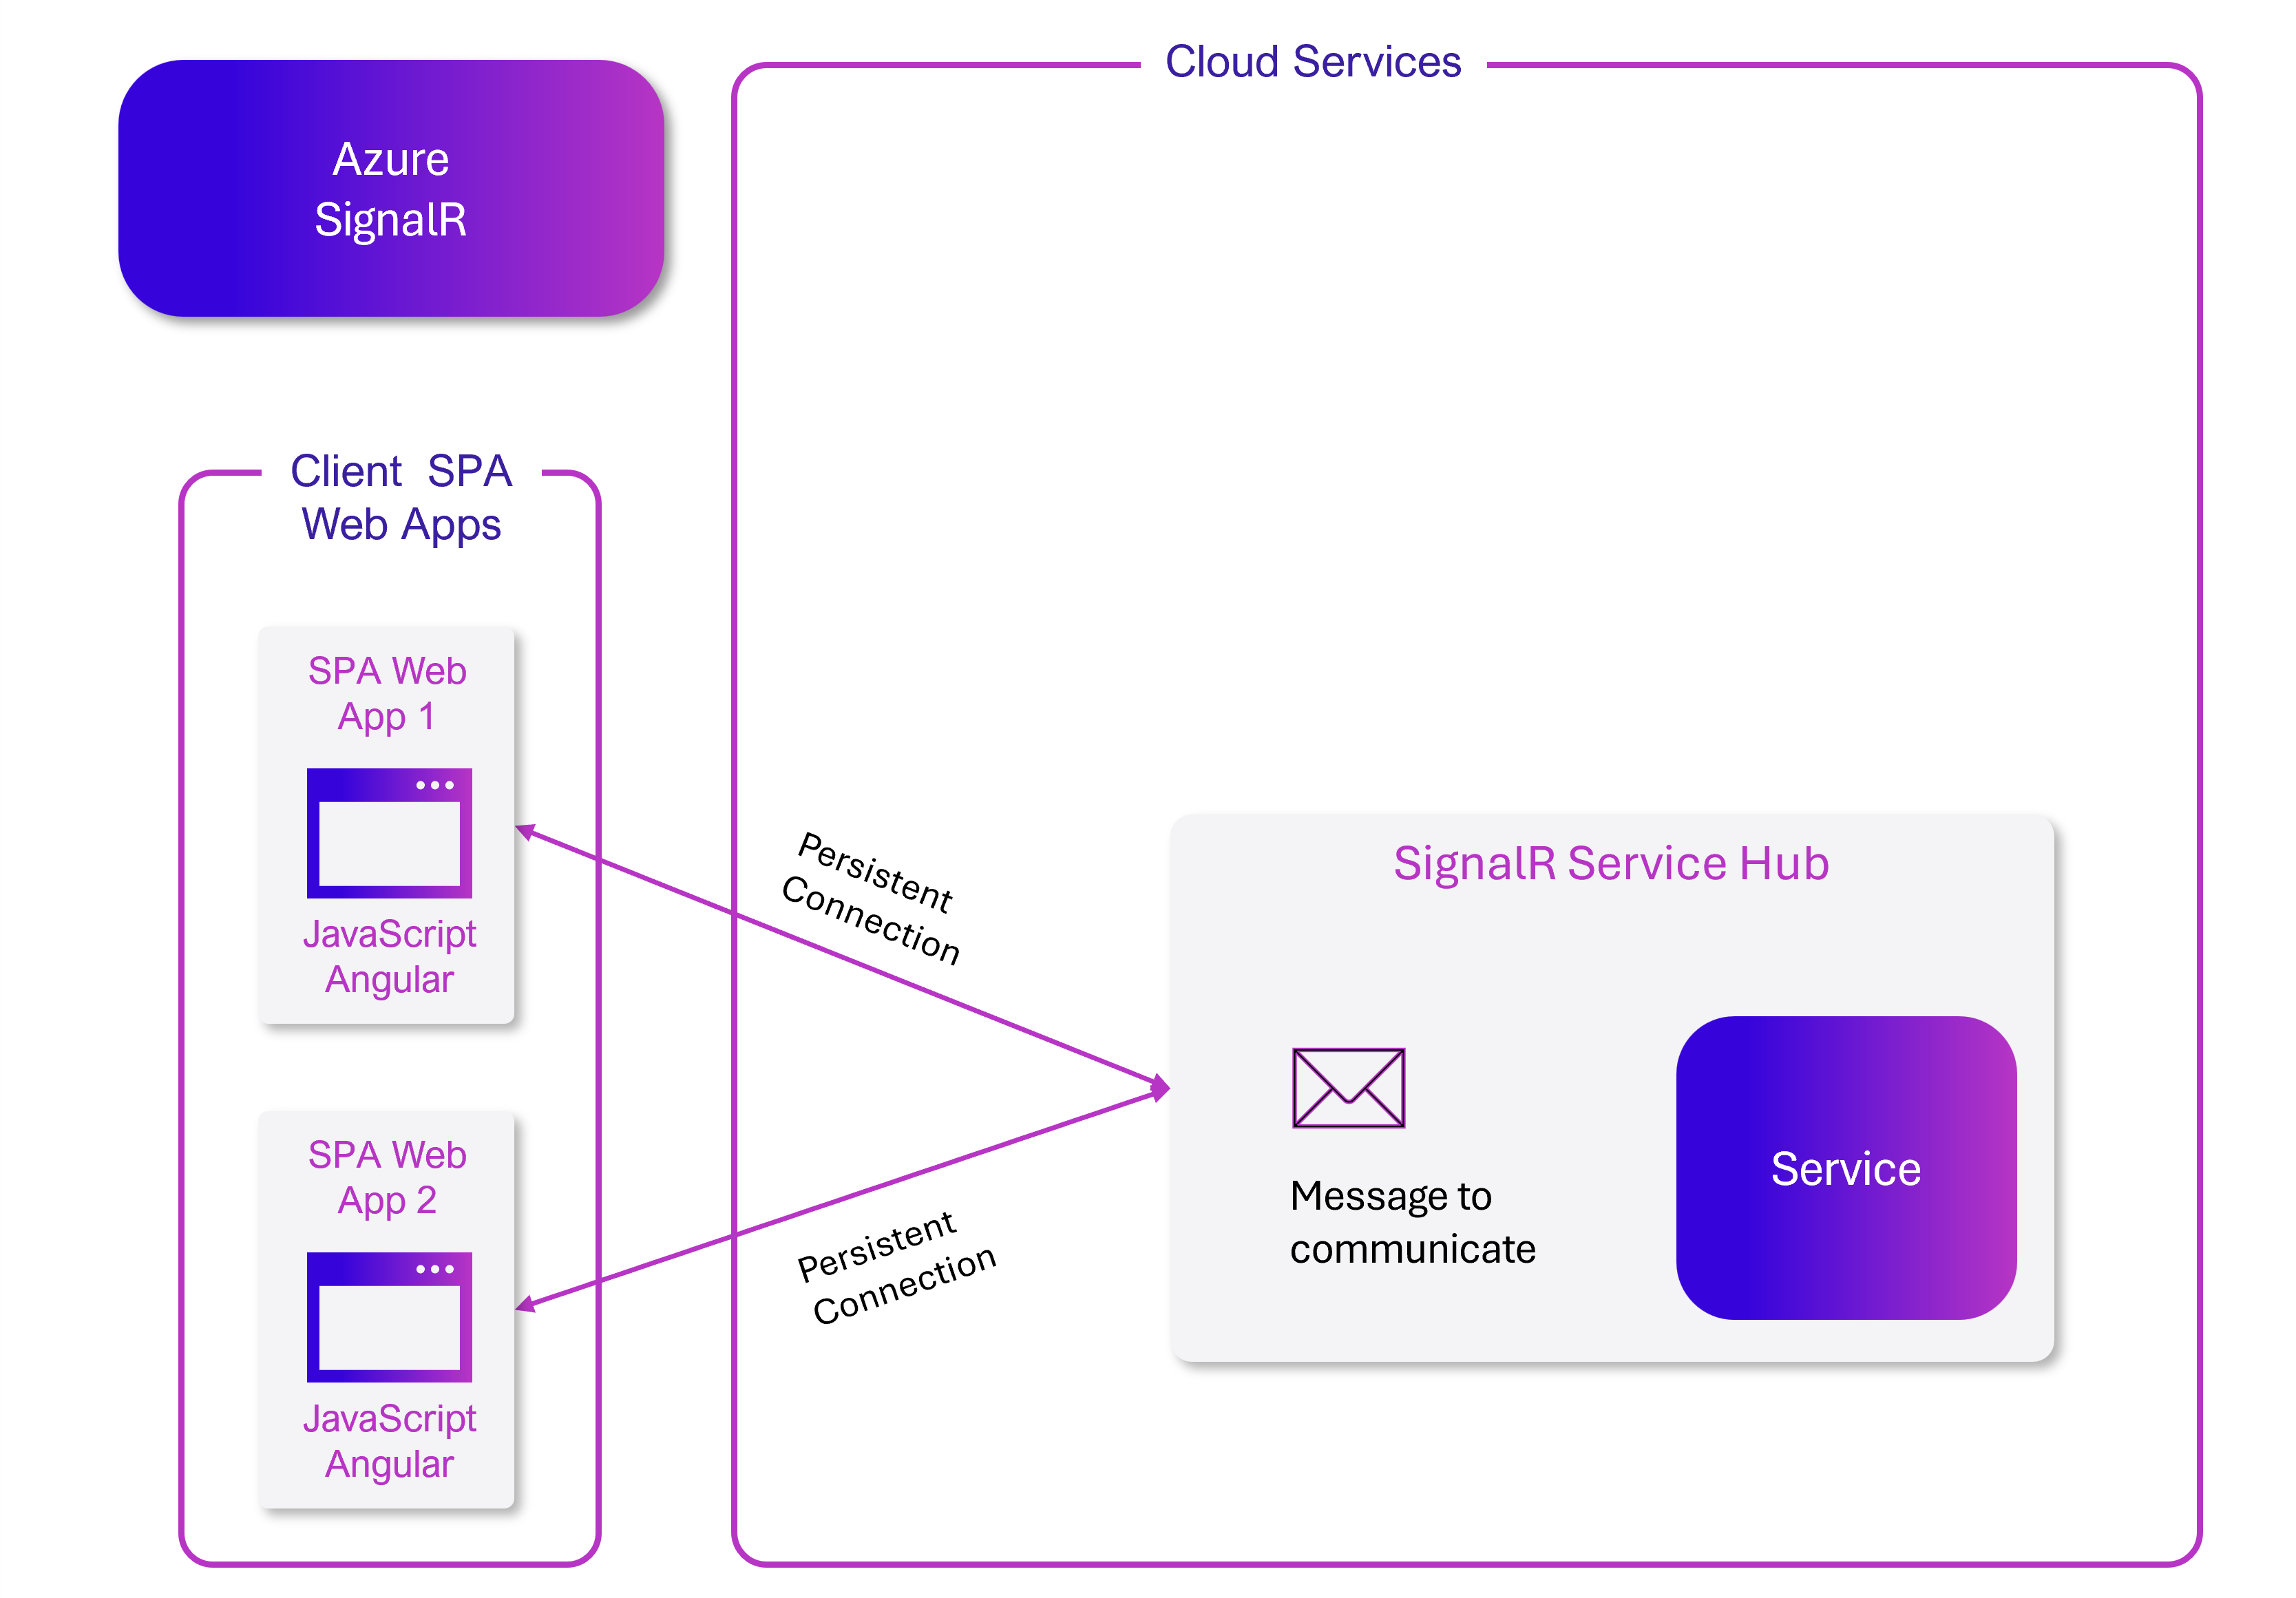 Azure
SignalR
Cloud Services
Client  SPA
Web Apps
SPA Web
App 1
JavaScript
Angular
SPA Web
App 2
JavaScript
Angular
Persistent
Connection
Persistent
Connection
SignalR Service Hub
Message to
communicate
Service